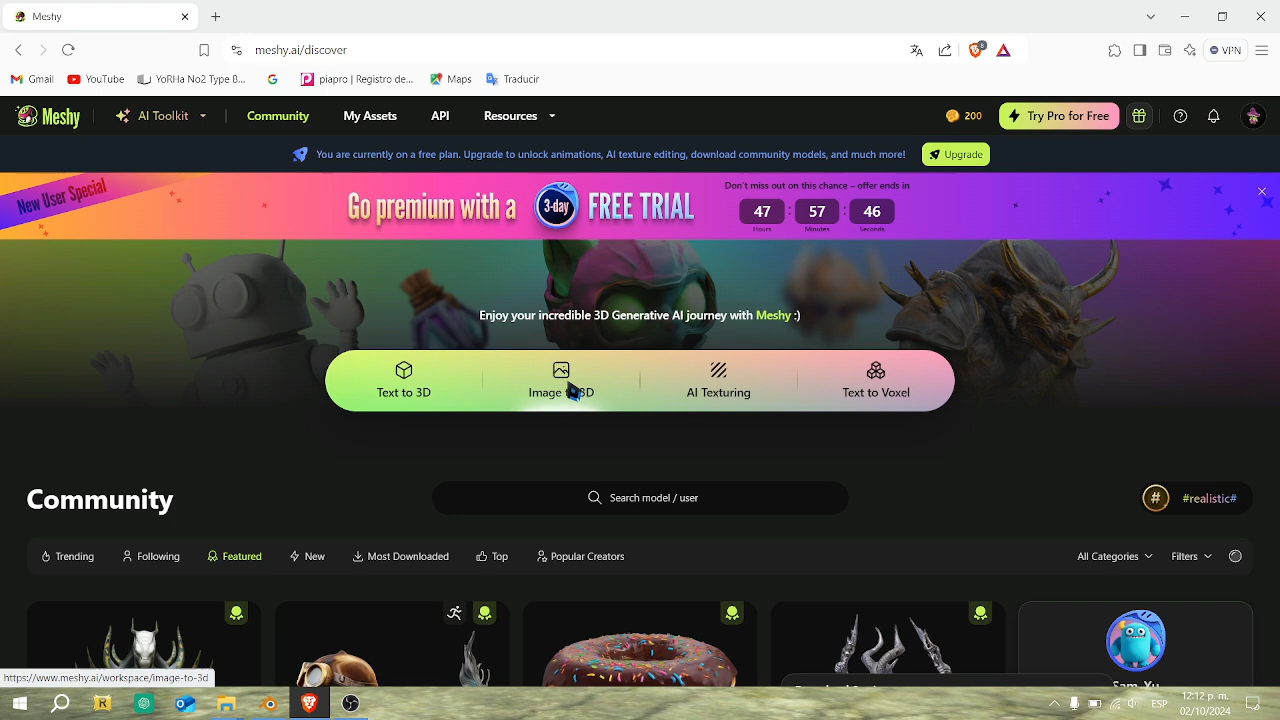 Meshy
meshy.ai/discover
8
VPN
Gmail
YouTube
YoRHa No2 Type B...
piapro | Registro de...
Maps
Traducir
Meshy
AI Toolkit
Community
My Assets
API
Resources
200
Try Pro for Free
You are currently on a free plan. Upgrade to unlock animations, AI texture editing, download community models, and much more!
Upgrade
New User Special
Go premium with a
3-day
FREE TRIAL
Don't miss out on this chance – offer ends in
47 : 57 : 46
Hours Minutes Seconds
Enjoy your incredible 3D Generative AI journey with Meshy :)
Text to 3D
Image to 3D
AI Texturing
Text to Voxel
Community
Search model / user
# #realistic#
Trending
Following
Featured
New
Most Downloaded
Top
Popular Creators
All Categories
Filters
https://www.meshy.ai/workspace/image-to-3d
ESP
12:12 p. m.
02/10/2024